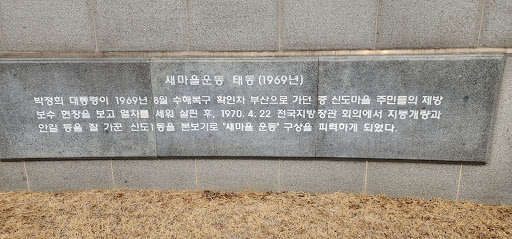 새마을운동 태동(1969년)
박정희 대통령이 1969년 8월 수해복구 확인차 부산으로 가던 중 신도마을 주민들의 제방
보수 현장을 보고 열차를 세워 살핀 후, 1970. 4. 22 전국지방장관 회의에서 지붕개량과
안길 등을 잘 가꾼 신도1동을 본보기로 "새마을 운동" 구상을 피력하게 되었다.